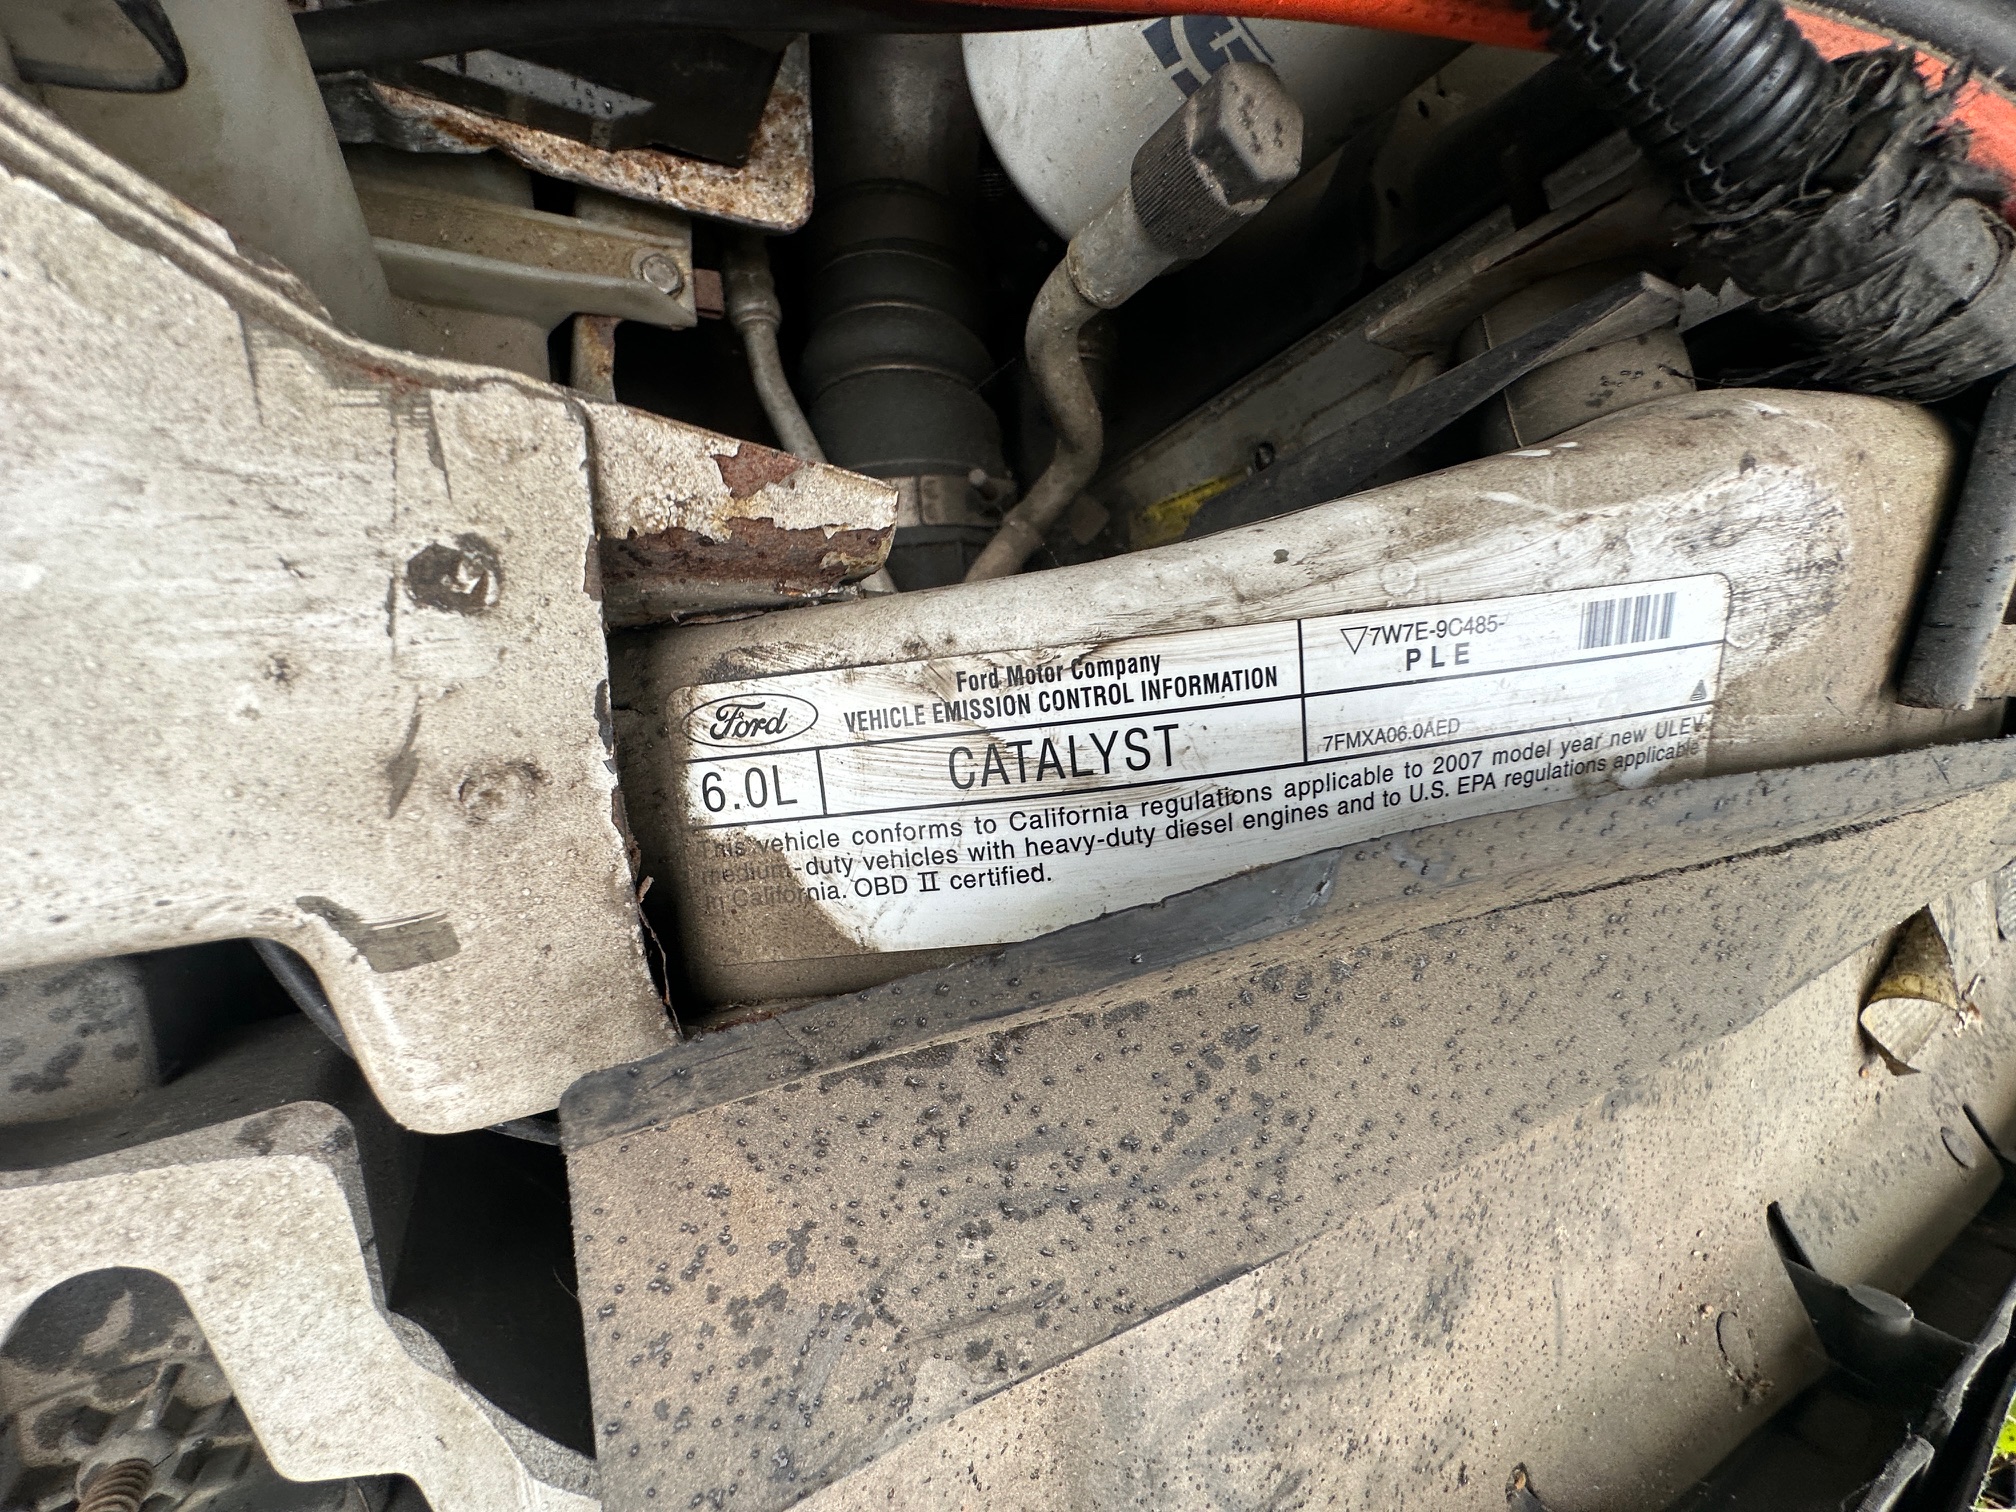 Ford
Ford Motor Company
VEHICLE EMISSION CONTROL INFORMATION
▽7W7E-9C485-
PLE
6.0L
CATALYST
7FMXA06.0AED
This vehicle conforms to California regulations applicable to 2007 model year new ULEV
medium-duty vehicles with heavy-duty diesel engines and to U.S. EPA regulations applicable
in California. OBD II certified.